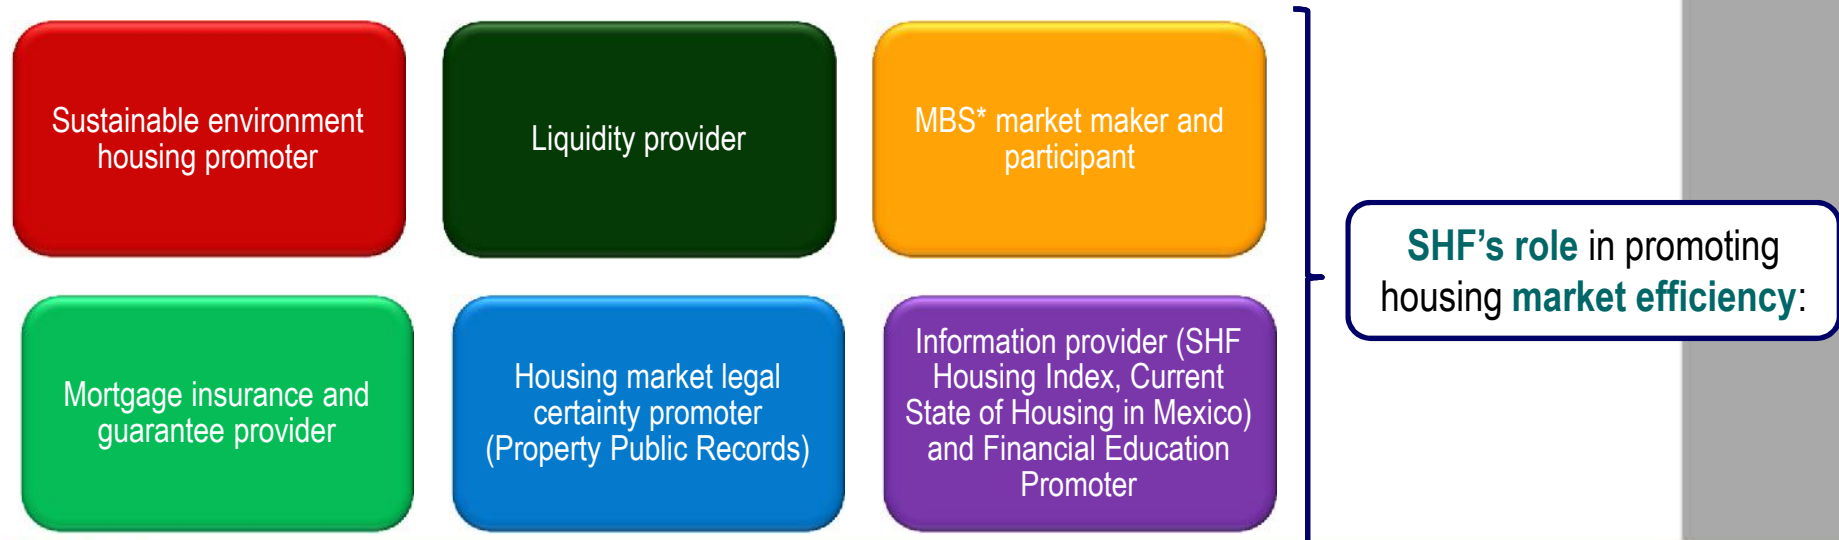 Sustainable environment
housing promoter
Liquidity provider
MBS* market maker and
participant
Mortgage insurance and
guarantee provider
Housing market legal
certainty promoter
(Property Public Records)
Information provider (SHF
Housing Index, Current
State of Housing in Mexico)
and Financial Education
Promoter
SHF's role in promoting
housing market efficiency: